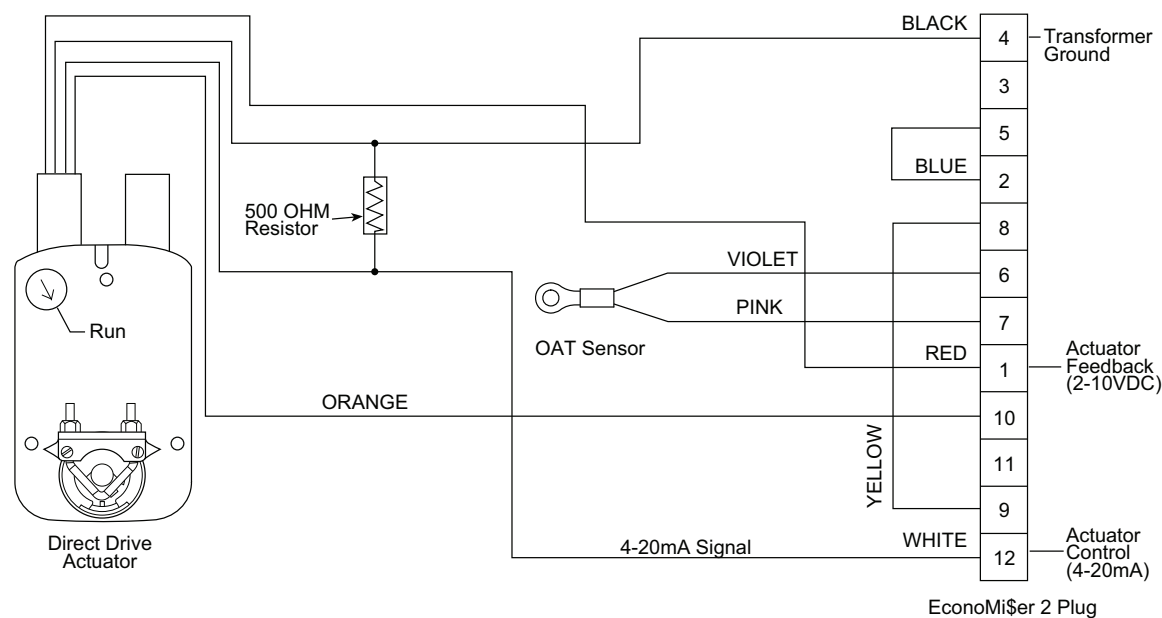 BLACK
4
Transformer
Ground
3
5
BLUE
2
500 OHM
Resistor
8
VIOLET
6
PINK
7
Run
OAT Sensor
RED
1
Actuator
Feedback
(2-10VDC)
ORANGE
10
YELLOW
11
9
Direct Drive
Actuator
4-20mA Signal
WHITE
12
Actuator
Control
(4-20mA)
EconoMi$er 2 Plug